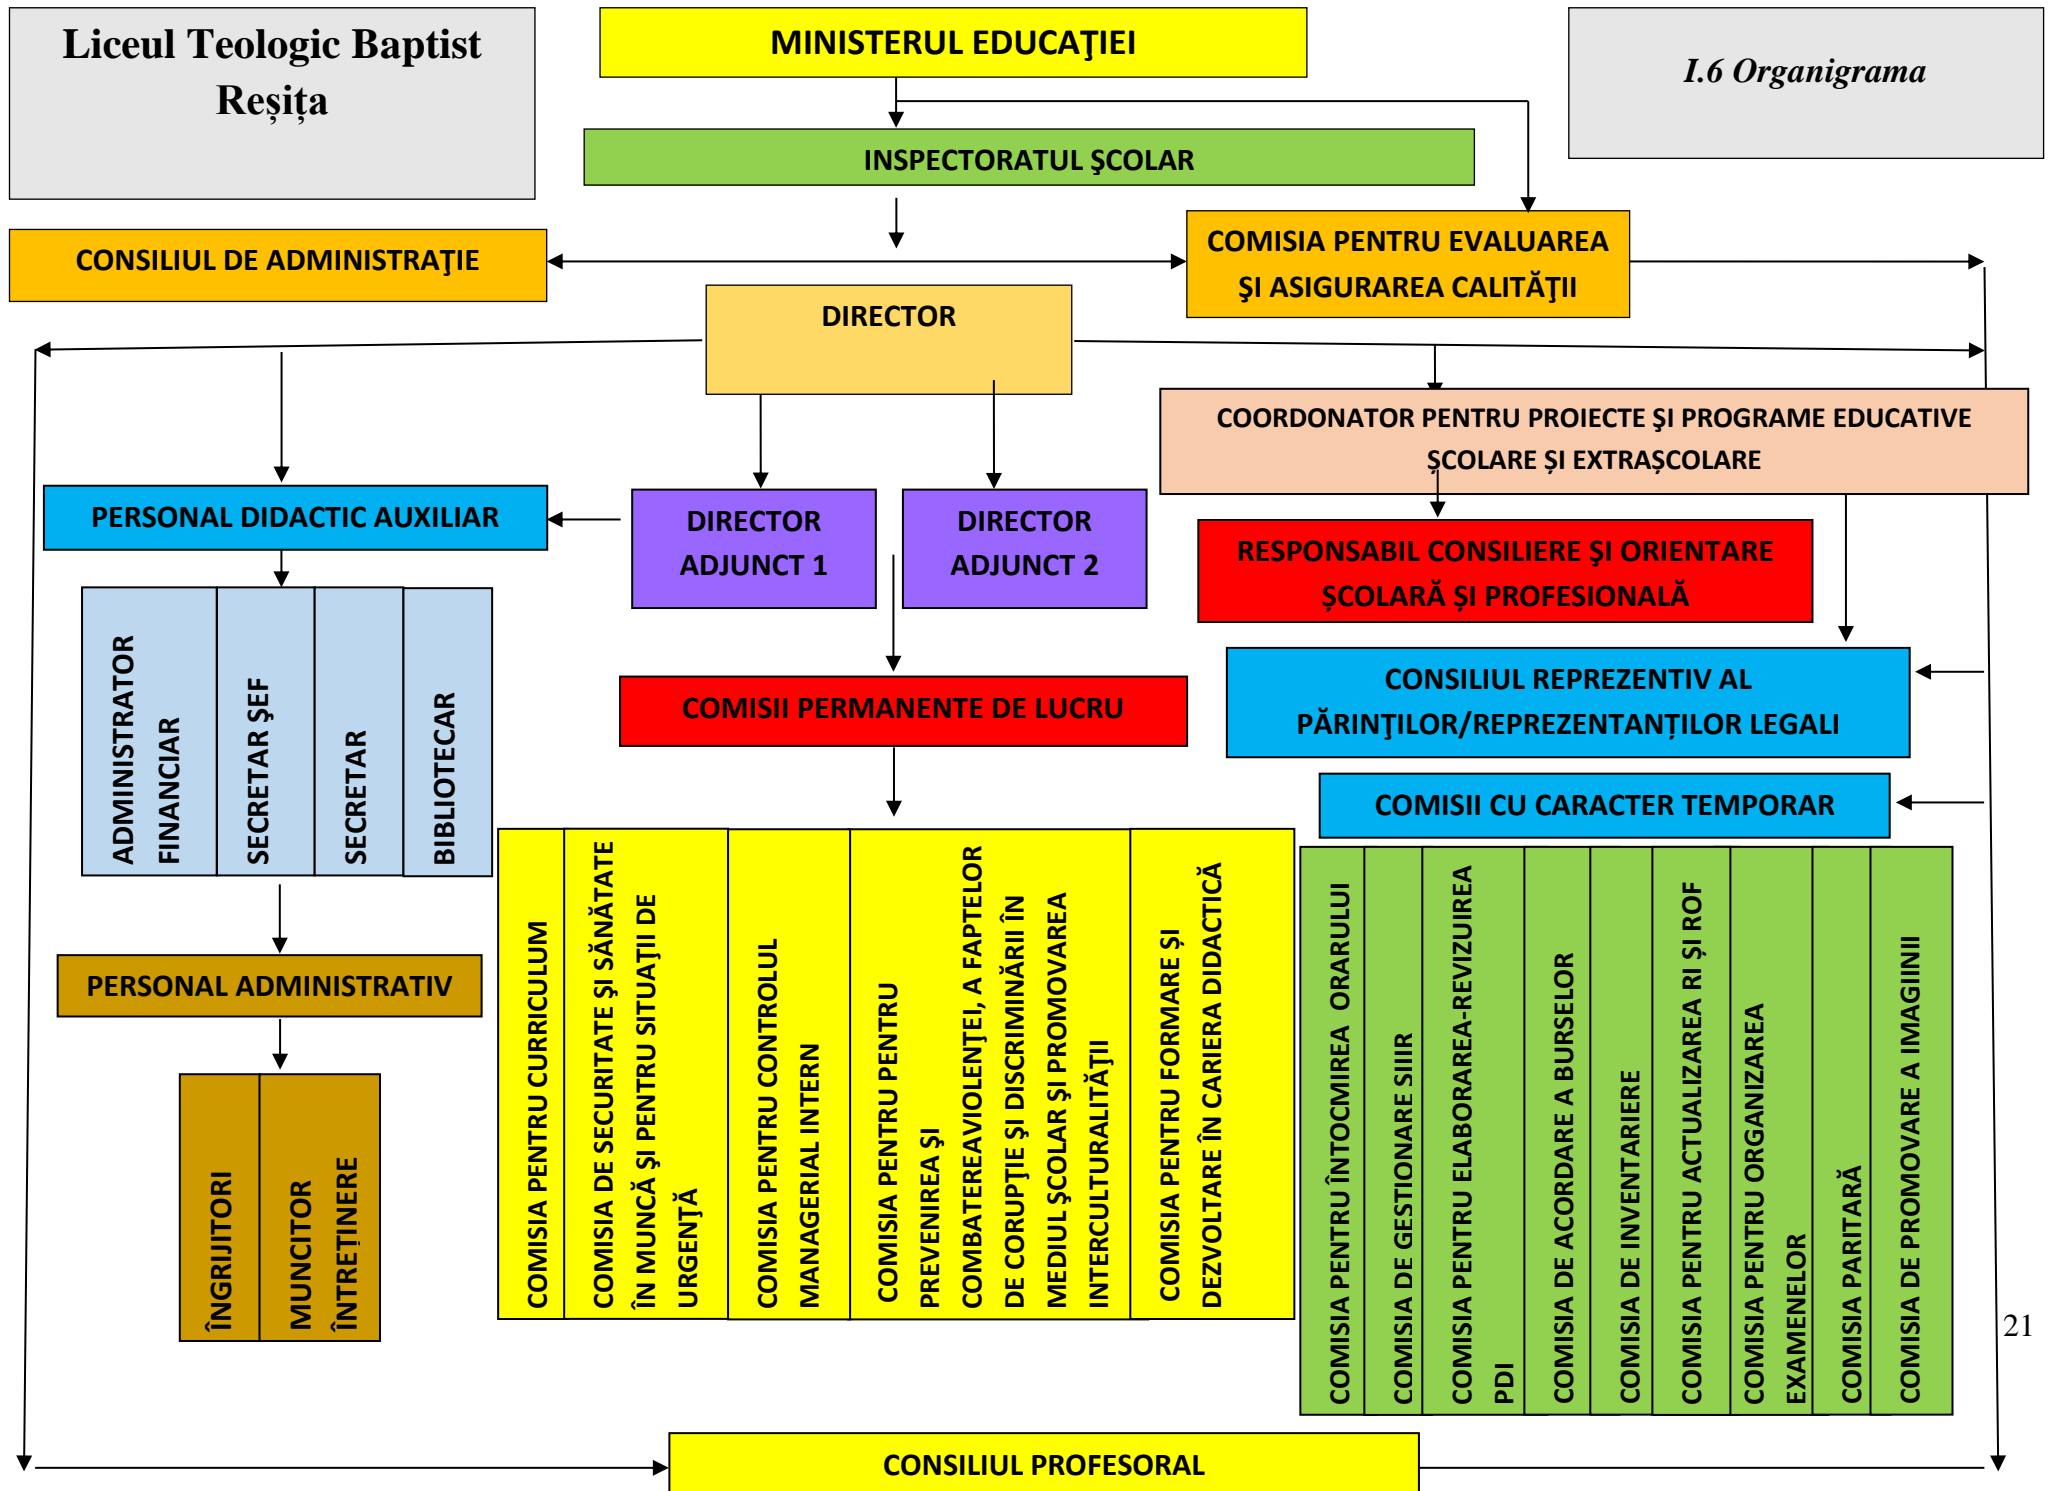 Liceul Teologic Baptist
Reșița
MINISTERUL EDUCAŢIEI
I.6 Organigrama
INSPECTORATUL ŞCOLAR
CONSILIUL DE ADMINISTRAŢIE
COMISIA PENTRU EVALUAREA
ŞI ASIGURAREA CALITĂŢII
DIRECTOR
COORDONATOR PENTRU PROIECTE ŞI PROGRAME EDUCATIVE
ȘCOLARE ȘI EXTRAȘCOLARE
PERSONAL DIDACTIC AUXILIAR
DIRECTOR
ADJUNCT 1
DIRECTOR
ADJUNCT 2
RESPONSABIL CONSILIERE ŞI ORIENTARE
ȘCOLARĂ ȘI PROFESIONALĂ
ADMINISTRATOR
FINANCIAR
SECRETAR ŞEF
SECRETAR
BIBLIOTECAR
COMISII PERMANENTE DE LUCRU
CONSILIUL REPREZENTIV AL
PĂRINŢILOR/REPREZENTANȚILOR LEGALI
COMISII CU CARACTER TEMPORAR
PERSONAL ADMINISTRATIV
ÎNGRIJITORI
MUNCITOR
ÎNTREȚINERE
COMISIA PENTRU CURRICULUM
COMISIA DE SECURITATE ŞI SĂNĂTATE
ÎN MUNCĂ ŞI PENTRU SITUAŢII DE
URGENŢĂ
COMISIA PENTRU CONTROLUL
MANAGERIAL INTERN
COMISIA PENTRU PENTRU
PREVENIREA ŞI
COMBATEREAVIOLENŢEI, A FAPTELOR
DE CORUPŢIE ŞI DISCRIMINĂRII ÎN
MEDIUL ŞCOLAR ŞI PROMOVAREA
INTERCULTURALITĂŢII
COMISIA PENTRU FORMARE ȘI
DEZVOLTARE ÎN CARIERA DIDACTICĂ
COMISIA PENTRU ÎNTOCMIREA ORARULUI
COMISIA DE GESTIONARE SIIIR
COMISIA PENTRU ELABORAREA-REVIZUIREA
PDI
COMISIA DE ACORDARE A BURSELOR
COMISIA DE INVENTARIERE
COMISIA PENTRU ACTUALIZAREA RI ȘI ROF
COMISIA PENTRU ORGANIZAREA
EXAMENELOR
COMISIA PARITARĂ
COMISIA DE PROMOVARE A IMAGINII
21
CONSILIUL PROFESORAL